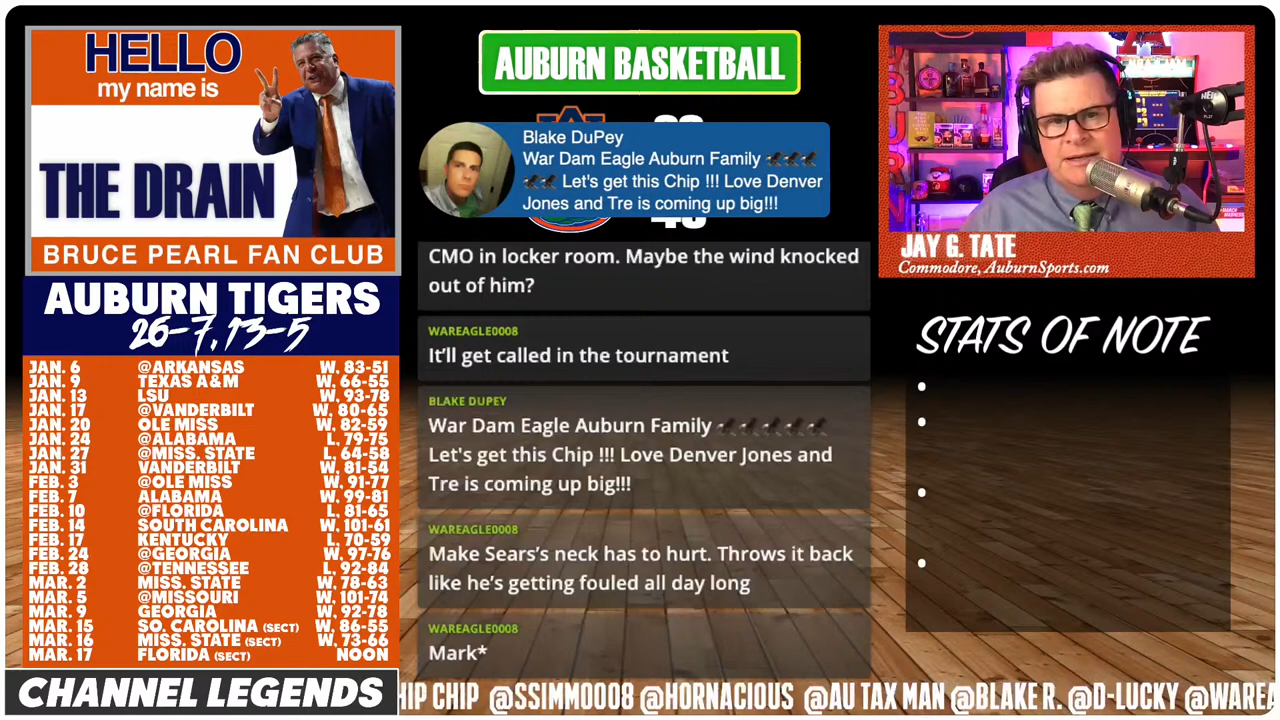 HELLO
my name is
THE DRAIN
BRUCE PEARL FAN CLUB
AUBURN TIGERS
26-7, 13-5
JAN. 6 @ARKANSAS W, 83-51
JAN. 9 TEXAS A&M W, 66-55
JAN. 13 LSU W, 93-78
JAN. 17 @VANDERBILT W, 80-65
JAN. 20 OLE MISS W, 82-59
JAN. 24 @ALABAMA L, 79-75
JAN. 27 @MISS. STATE L, 64-58
JAN. 31 VANDERBILT W, 81-54
FEB. 3 @OLE MISS W, 91-77
FEB. 7 ALABAMA W, 99-81
FEB. 10 @FLORIDA L, 81-65
FEB. 14 SOUTH CAROLINA W, 101-61
FEB. 17 KENTUCKY L, 70-59
FEB. 24 @GEORGIA W, 97-76
FEB. 28 @TENNESSEE L, 92-84
MAR. 2 MISS. STATE W, 78-63
MAR. 5 @MISSOURI W, 101-74
MAR. 9 GEORGIA W, 92-78
MAR. 15 SO. CAROLINA (SECT) W, 86-55
MAR. 16 MISS. STATE (SECT) W, 73-66
MAR. 17 FLORIDA (SECT) NOON
CHANNEL LEGENDS
AUBURN BASKETBALL
Blake DuPey
War Dam Eagle Auburn Family
Let's get this Chip !!! Love Denver
Jones and Tre is coming up big!!!
CMO in locker room. Maybe the wind knocked
out of him?
WAREAGLE0008
It'll get called in the tournament
BLAKE DUPEY
War Dam Eagle Auburn Family
Let's get this Chip !!! Love Denver Jones and
Tre is coming up big!!!
WAREAGLE0008
Make Sears's neck has to hurt. Throws it back
like he's getting fouled all day long
WAREAGLE0008
Mark*
JAY G. TATE
Commodore, AuburnSports.com
STATS OF NOTE
HIP CHIP @SSIMMO008 @HORNACIOUS @AU TAX MAN @BLAKE R. @D-LUCKY @WAREA